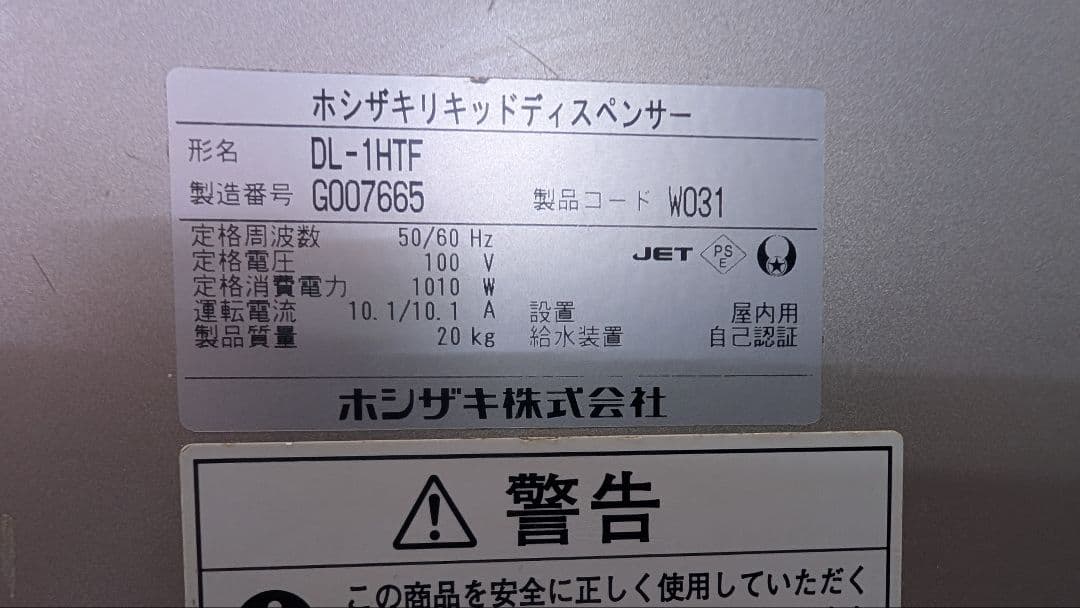 ホシザキリキッドディスペンサー
形名 DL-1HTF
製造番号 G007665 製品コード W031
定格周波数 50/60 Hz
定格電圧 100 V
定格消費電力 1010 W
運転電流 10.1/10.1 A
製品質量 20 kg
JET PSE
設置 屋内用
給水装置 自己認証
ホシザキ株式会社
警告
この商品を安全に正しく使用していただく